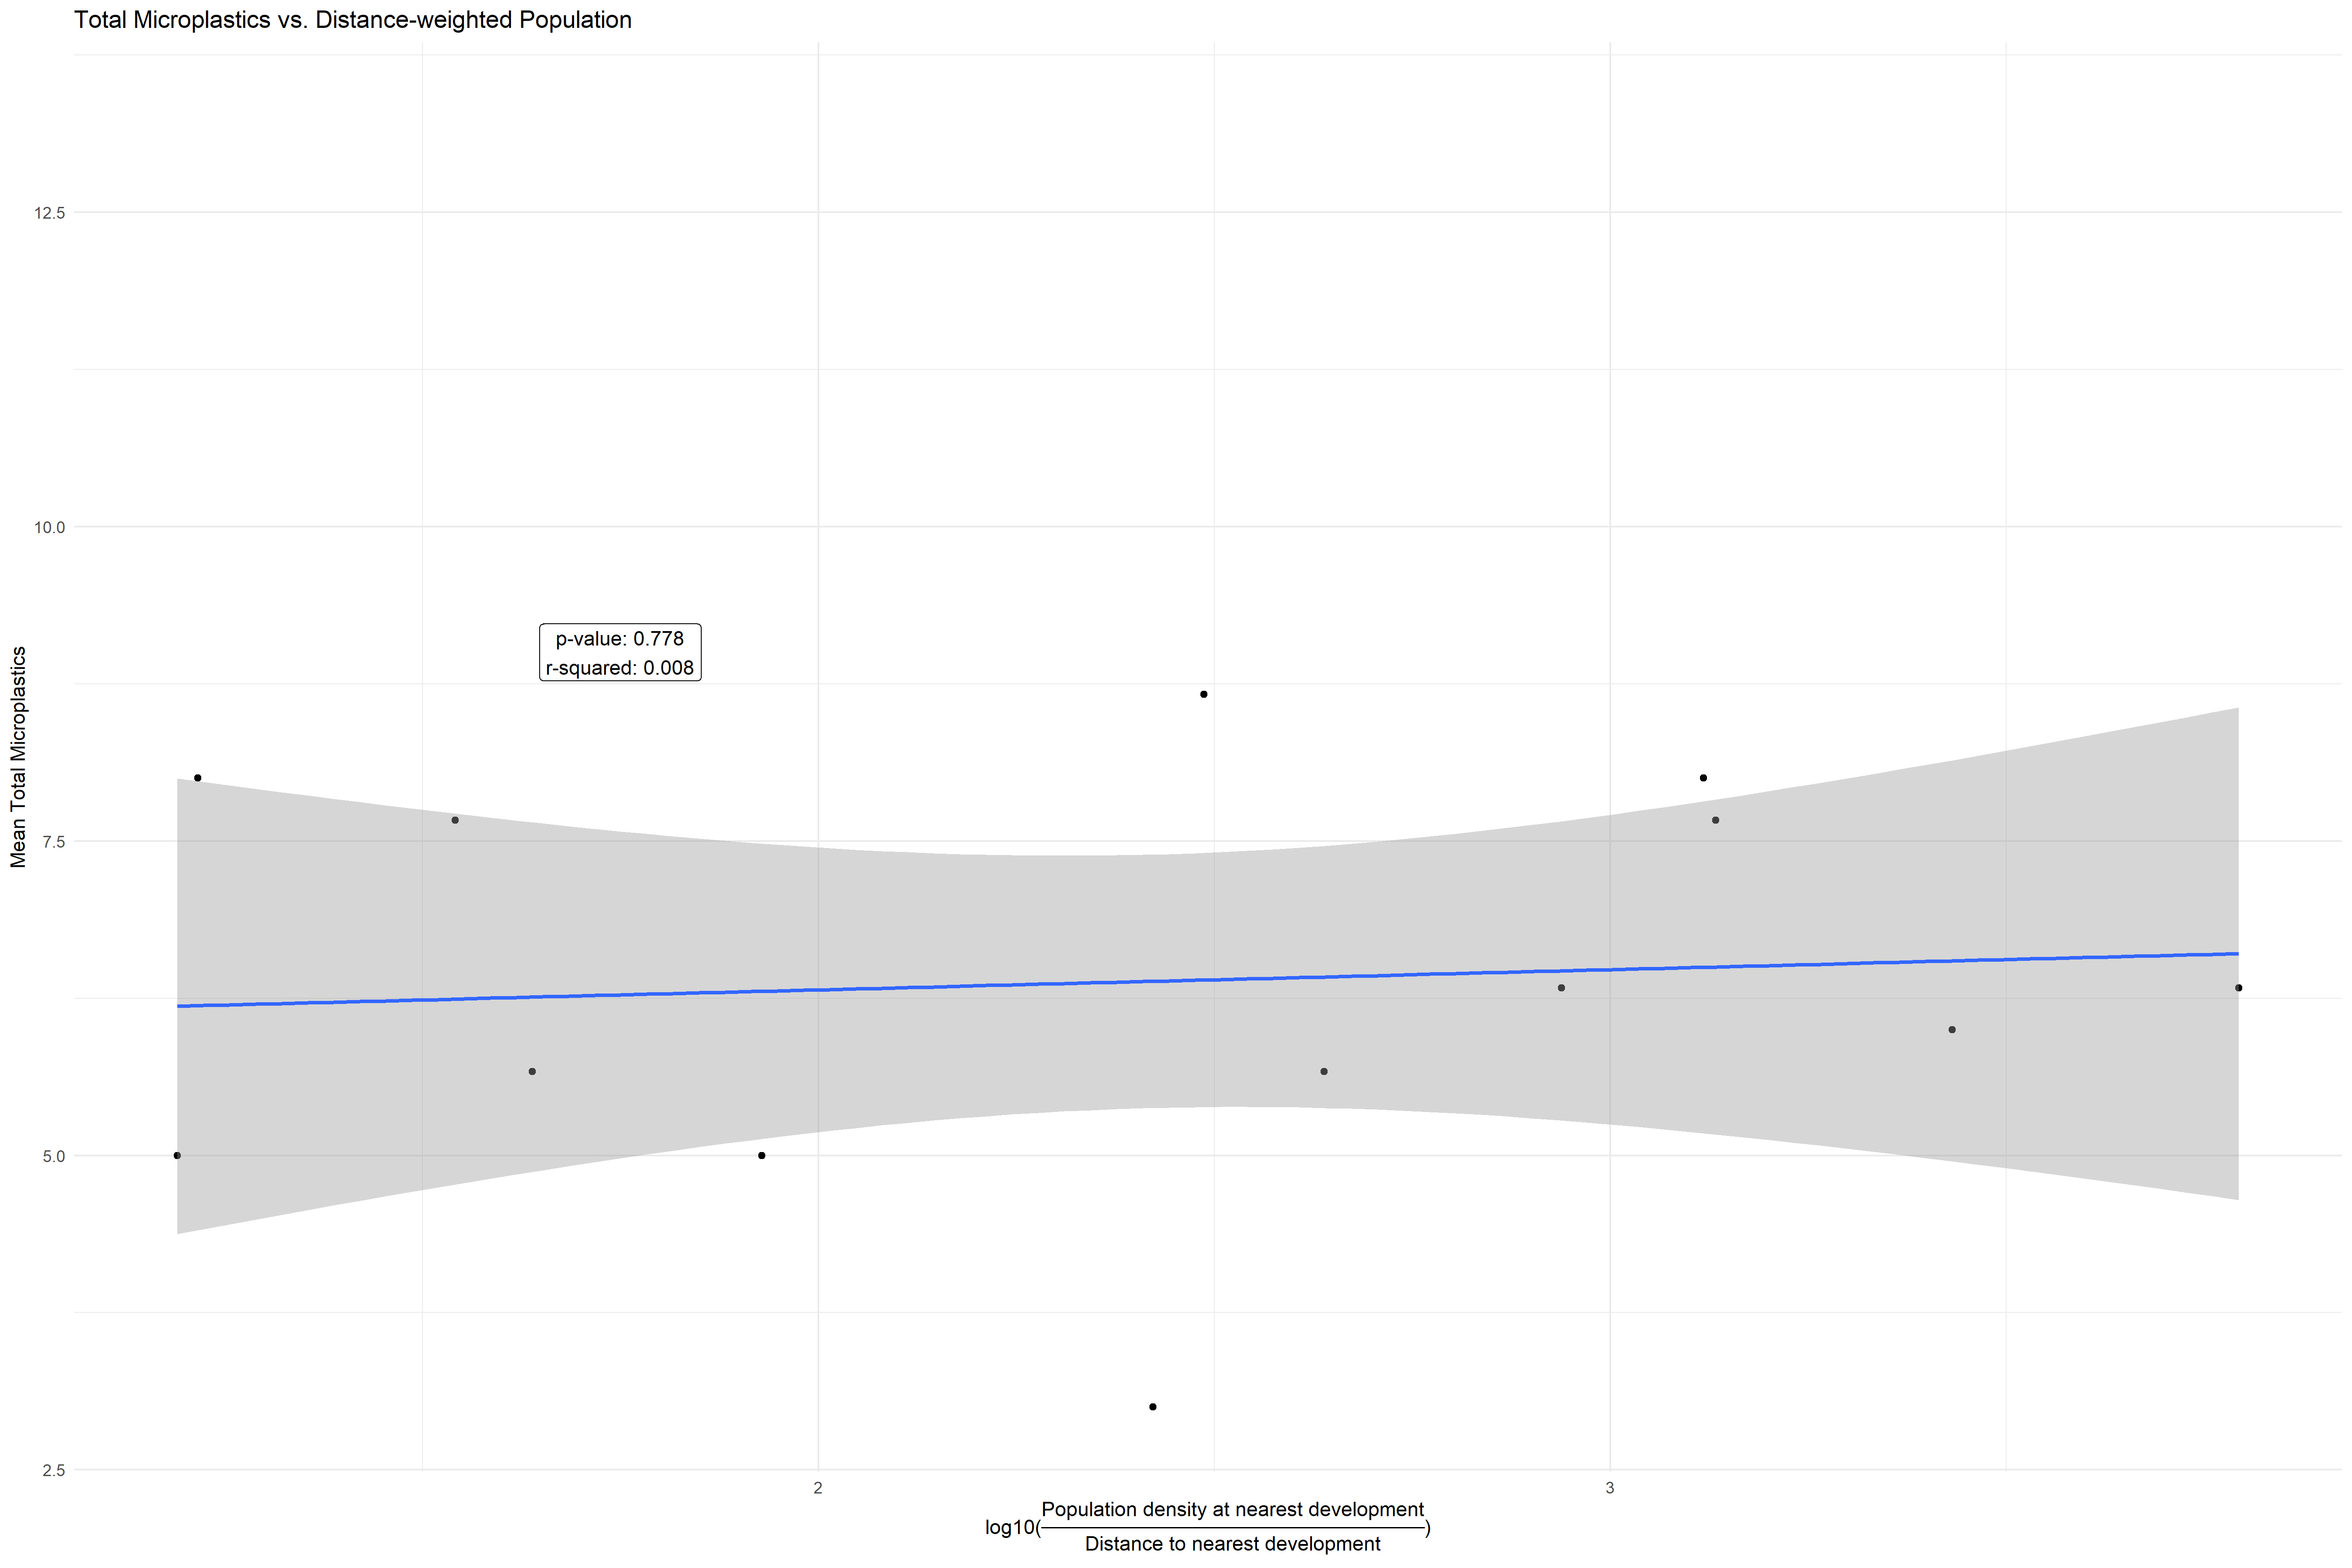 Total Microplastics vs. Distance-weighted Population
Mean Total Microplastics
12.5
10.0
7.5
5.0
2.5
p-value: 0.778
r-squared: 0.008
2
3
Population density at nearest development
log10( )
Distance to nearest development